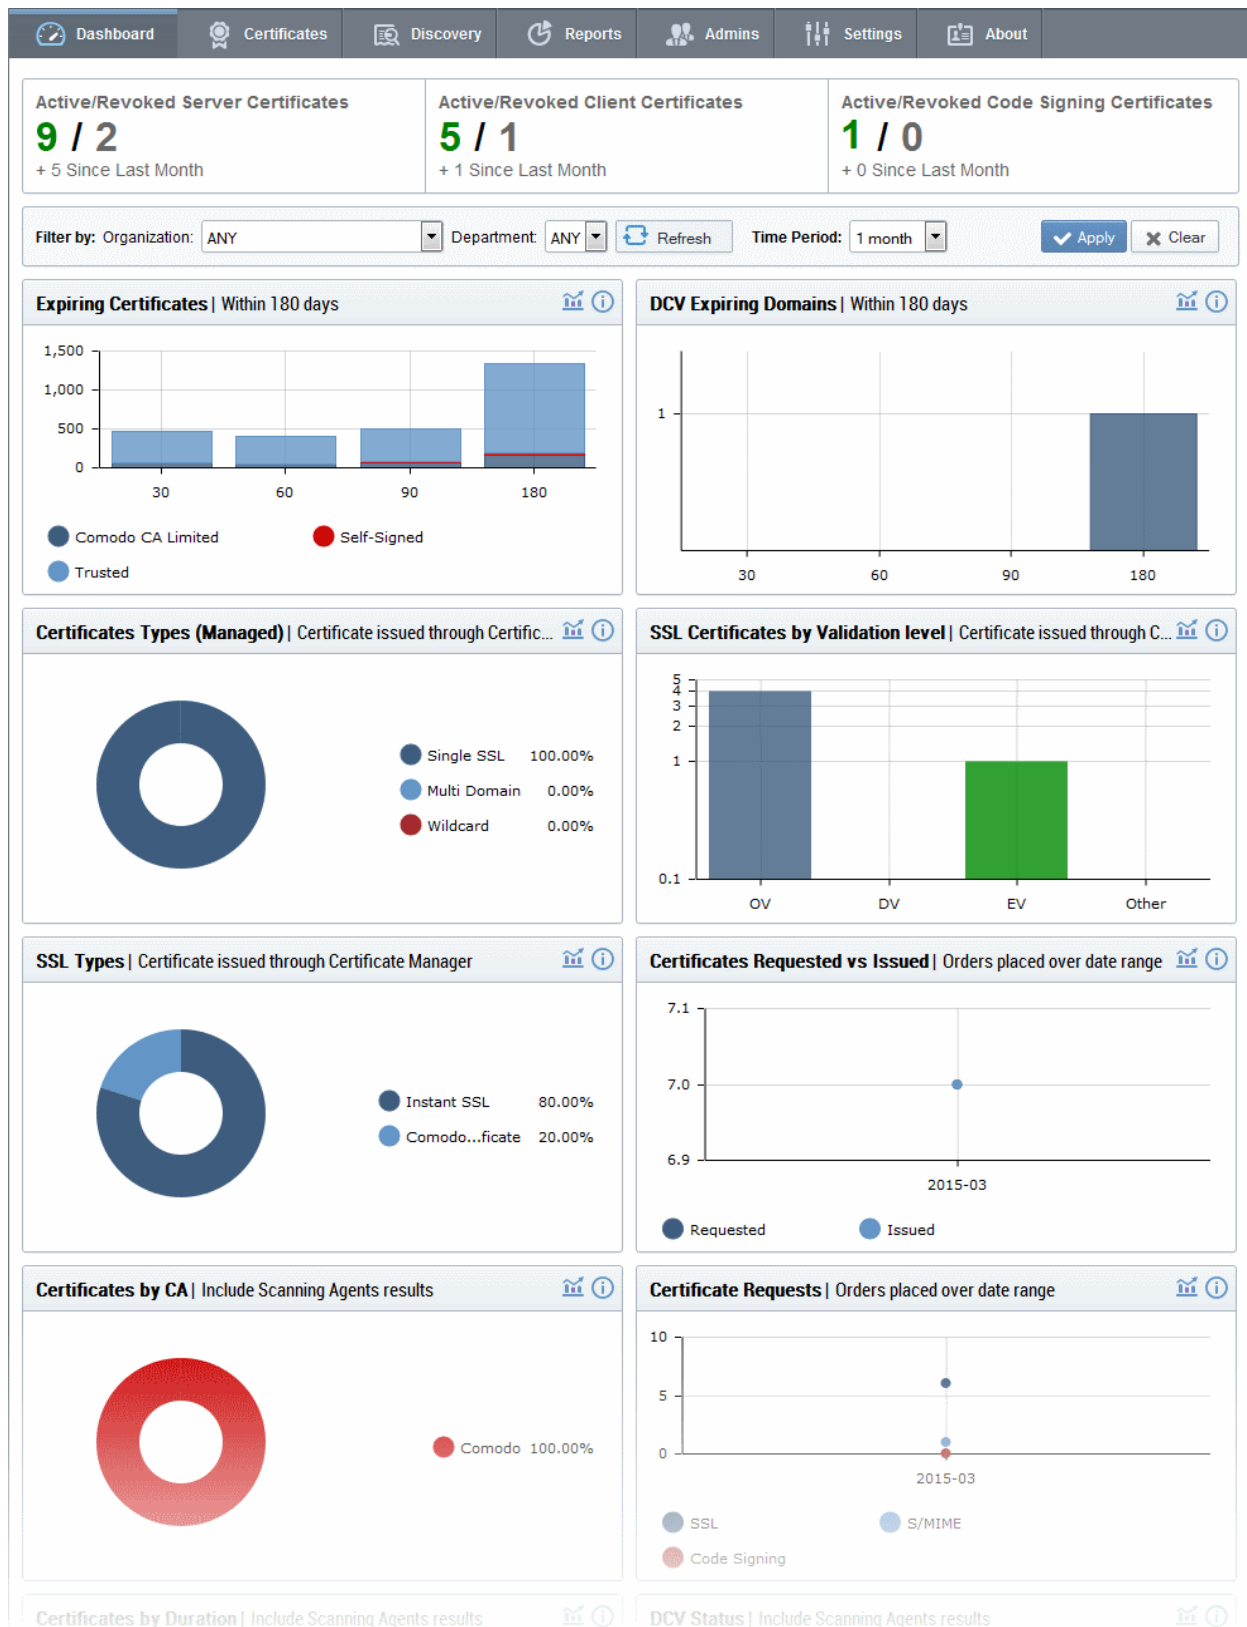 Dashboard Certificates Discovery Reports Admins Settings About
Active/Revoked Server Certificates
9 / 2
+ 5 Since Last Month
Active/Revoked Client Certificates
5 / 1
+ 1 Since Last Month
Active/Revoked Code Signing Certificates
1 / 0
+ 0 Since Last Month
Filter by: Organization: ANY Department: ANY Refresh Time Period: 1 month Apply Clear
Expiring Certificates | Within 180 days
1,500
1,000
500
0
30 60 90 180
Comodo CA Limited Self-Signed
Trusted
DCV Expiring Domains | Within 180 days
1
30 60 90 180
Certificates Types (Managed) | Certificate issued through Certific...
Single SSL 100.00%
Multi Domain 0.00%
Wildcard 0.00%
SSL Certificates by Validation level | Certificate issued through C...
5
4
3
2
1
0.1
OV DV EV Other
SSL Types | Certificate issued through Certificate Manager
Instant SSL 80.00%
Comodo...ficate 20.00%
Certificates Requested vs Issued | Orders placed over date range
7.1
7.0
6.9
2015-03
Requested Issued
Certificates by CA | Include Scanning Agents results
Comodo 100.00%
Certificate Requests | Orders placed over date range
10
5
0
2015-03
SSL S/MIME
Code Signing
Certificates by Duration | Include Scanning Agents results
DCV Status | Include Scanning Agents results